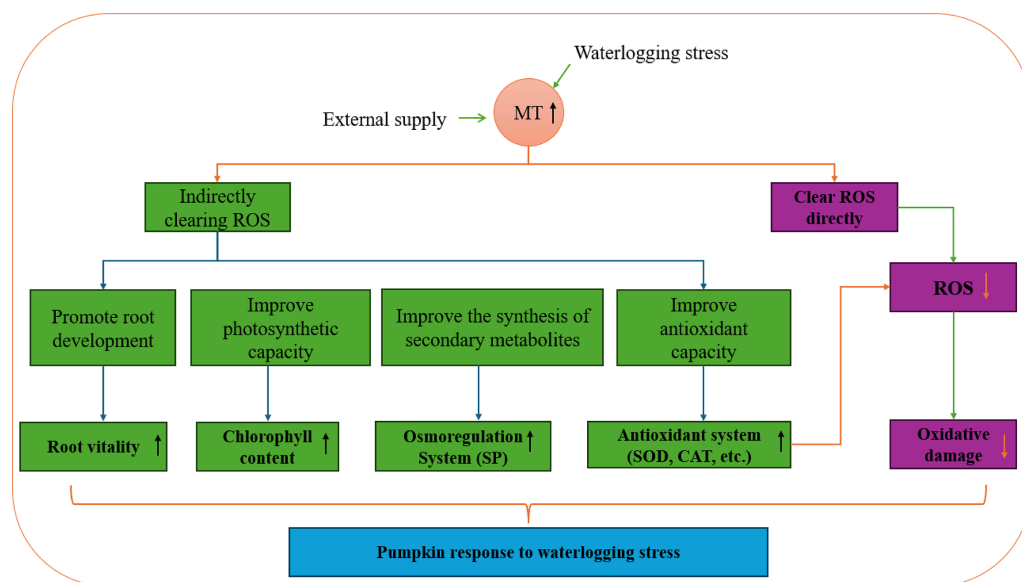 Waterlogging stress
External supply
MT
Indirectly
clearing ROS
Clear ROS
directly
ROS
Promote root
development
Improve
photosynthetic
capacity
Improve the synthesis of
secondary metabolites
Improve
antioxidant
capacity
Root vitality
Chlorophyll
content
Osmoregulation
System (SP)
Antioxidant system
(SOD, CAT, etc.)
Oxidative
damage
Pumpkin response to waterlogging stress